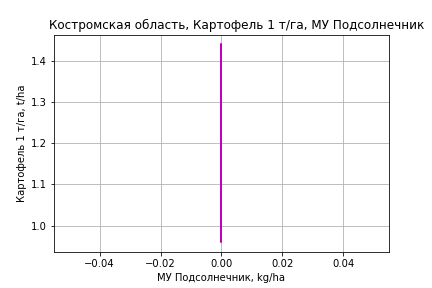 Костромская область, Картофель 1 т/га, МУ Подсолнечник
1.4
1.3
1.2
1.1
1.0
Картофель 1 т/га, t/ha
−0.04 −0.02 0.00 0.02 0.04
МУ Подсолнечник, kg/ha